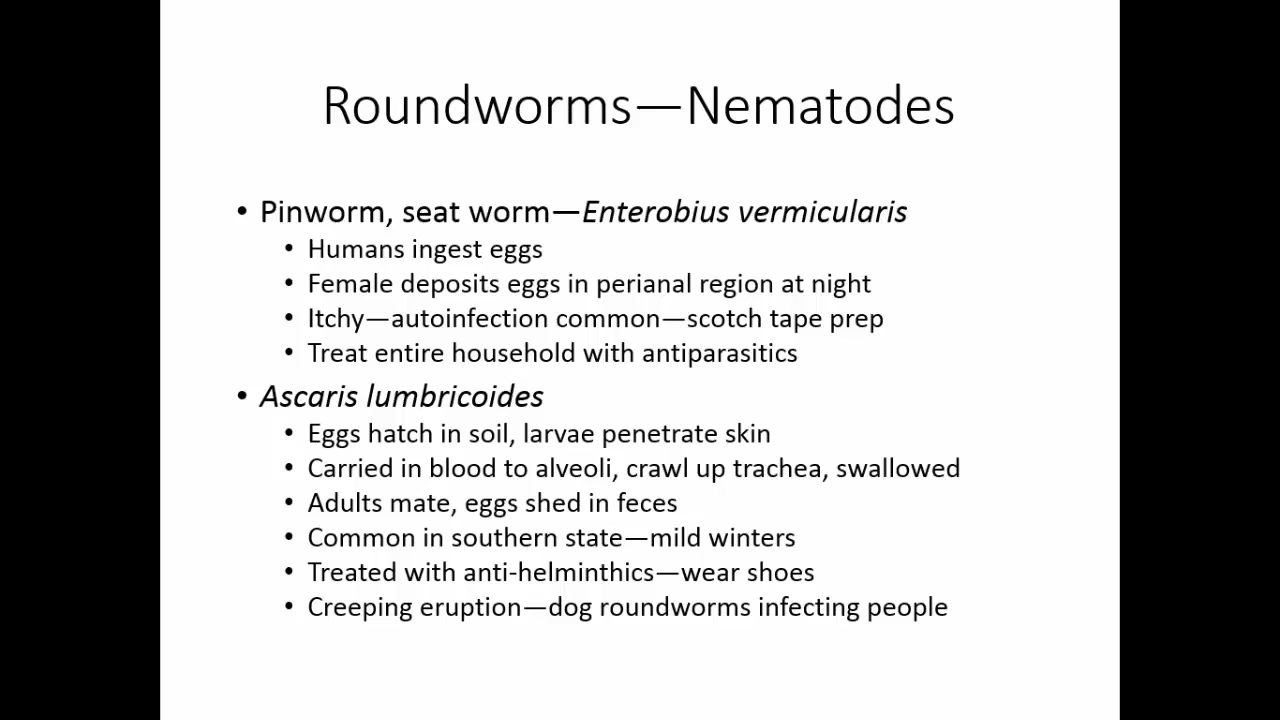 Roundworms—Nematodes
• Pinworm, seat worm—Enterobius vermicularis
• Humans ingest eggs
• Female deposits eggs in perianal region at night
• Itchy—autoinfection common—scotch tape prep
• Treat entire household with antiparasitics
• Ascaris lumbricoides
• Eggs hatch in soil, larvae penetrate skin
• Carried in blood to alveoli, crawl up trachea, swallowed
• Adults mate, eggs shed in feces
• Common in southern state—mild winters
• Treated with anti-helminthics—wear shoes
• Creeping eruption—dog roundworms infecting people